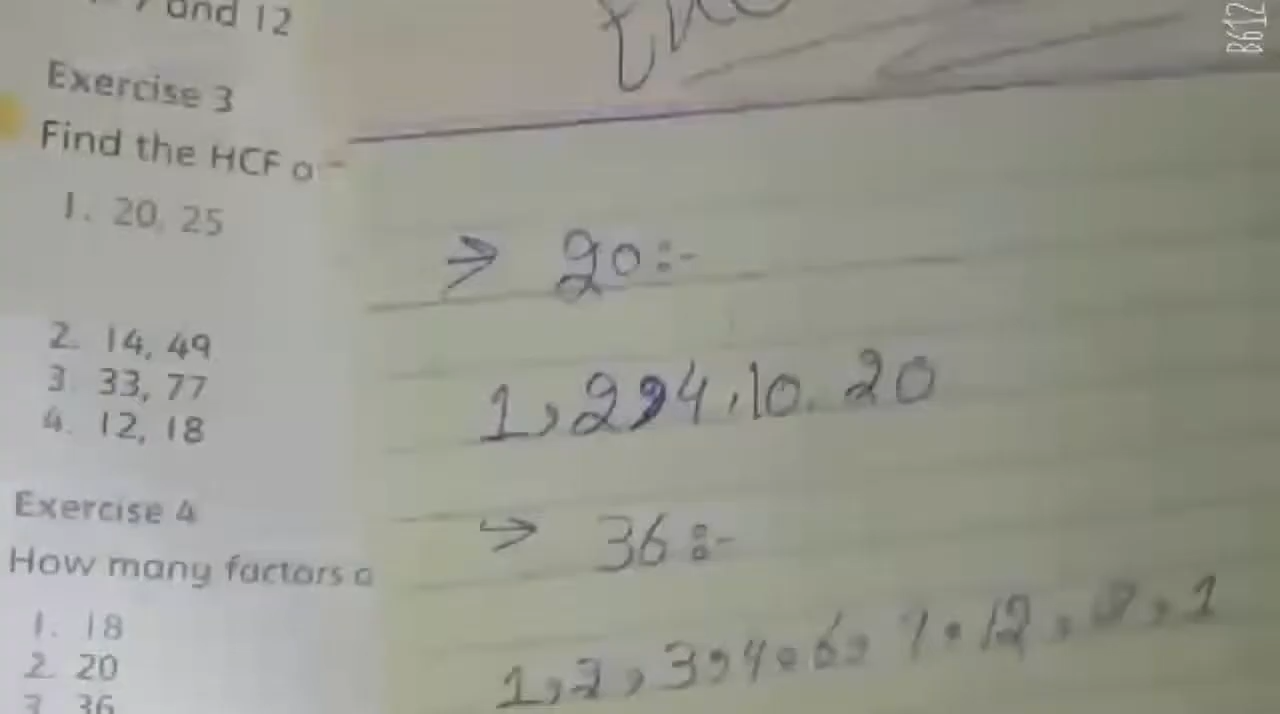 and 12
Exercise 3
Find the HCF o
1. 20, 25
2. 14, 49
3. 33, 77
4. 12, 18
Exercise 4
How many factors o
1. 18
2. 20
3. 36
→ 20:-
1, 2, 4, 10. 20
→ 36:-
1, 2, 3, 4, 6,
12,
B612